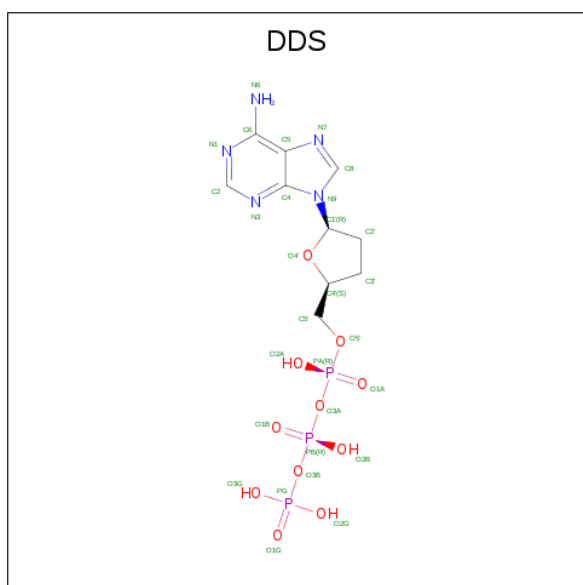 DDS
N6
NH₂
C6
C5
N7
N1
N
N
C8
C2
N
N3
C4
N
N9
C1'(R)
C2'
O4'
O
C3'
C4'(S)
C5'
O
O5'
O2A
HO
PA(R)
P
O
O1A
O
O3A
O1B
O
P
OH
PB(R)
O2B
O
O3B
O3G
HO
PG
P
OH
O2G
O
O1G